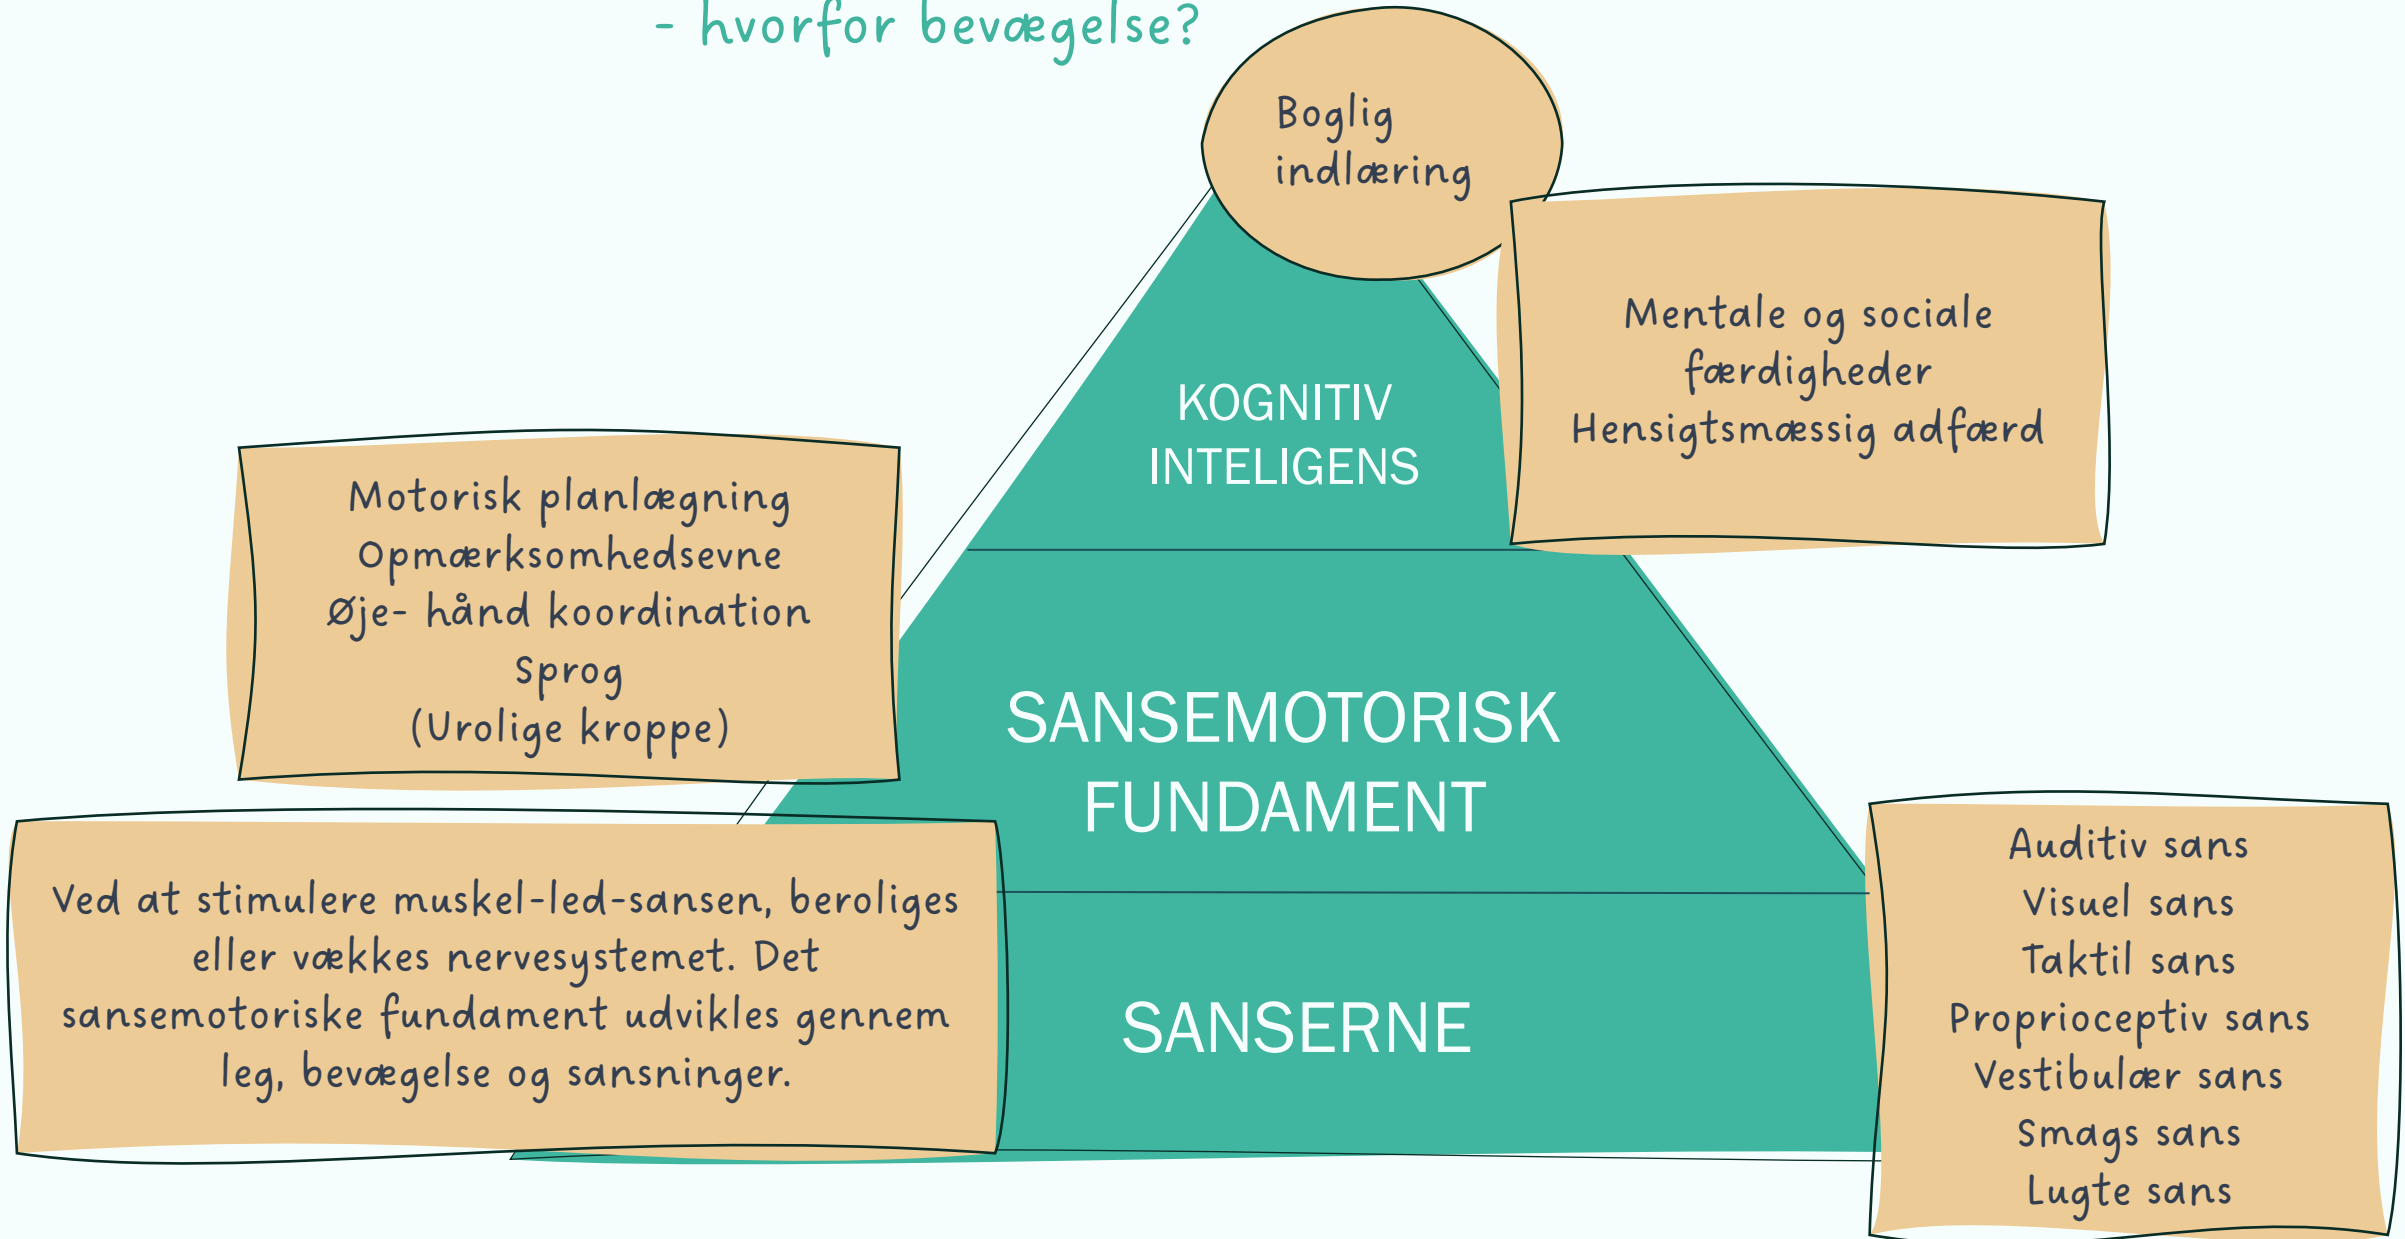 - hvorfor bevægelse?
Boglig
indlæring
Mentale og sociale
færdigheder
Hensigtsmæssig adfærd
KOGNITIV
INTELIGENS
Motorisk planlægning
Opmærksomhedsevne
Øje- hånd koordination
Sprog
(Urolige kroppe)
SANSEMOTORISK
FUNDAMENT
Ved at stimulere muskel-led-sansen, beroliges
eller vækkes nervesystemet. Det
sansemotoriske fundament udvikles gennem
leg, bevægelse og sansninger.
SANSERNE
Auditiv sans
Visuel sans
Taktil sans
Proprioceptiv sans
Vestibulær sans
Smags sans
Lugte sans